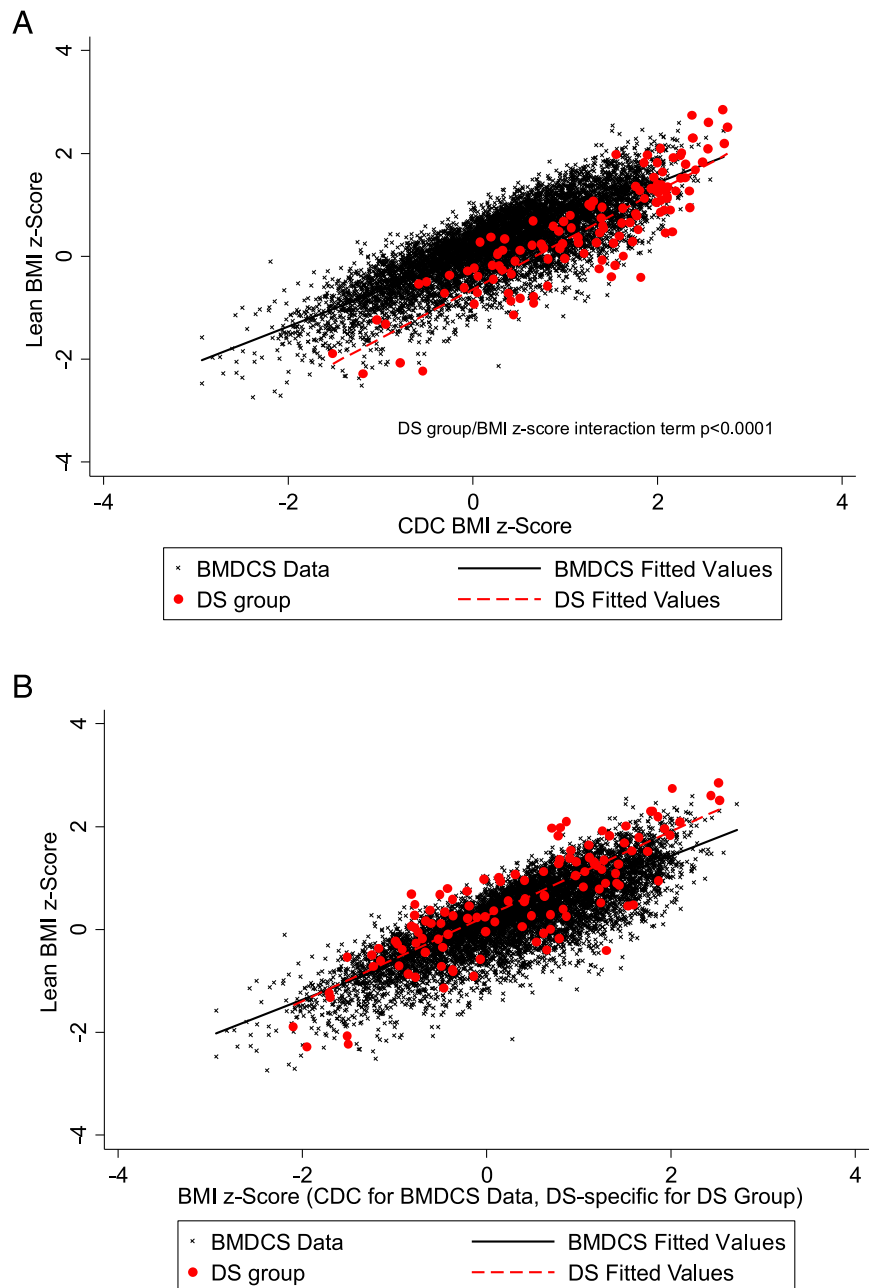 A
4
2
0
-2
-4
Lean BMI z-Score
DS group/BMI z-score interaction term p<0.0001
-4 -2 0 2 4
CDC BMI z-Score
BMDCS Data BMDCS Fitted Values
DS group DS Fitted Values
B
4
2
0
-2
-4
Lean BMI z-Score
-4 -2 0 2 4
BMI z-Score (CDC for BMDCS Data, DS-specific for DS Group)
BMDCS Data BMDCS Fitted Values
DS group DS Fitted Values